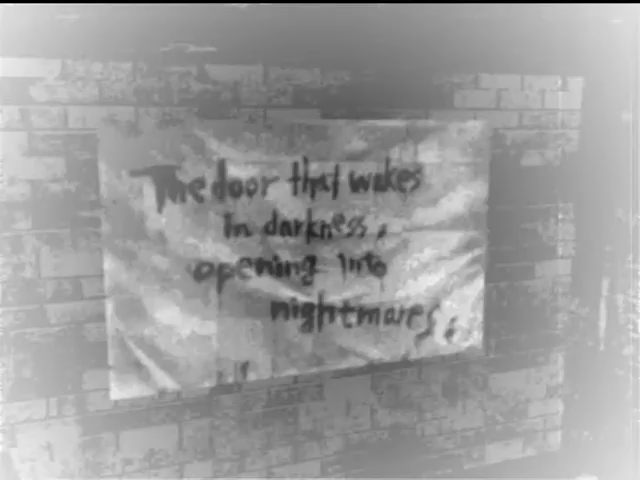 The door that wakes
in darkness,
opening into
nightmares.